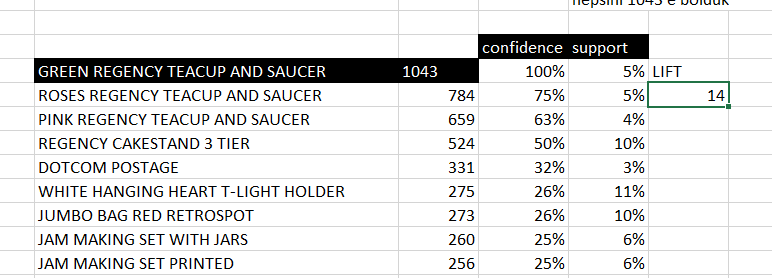 hepsini 1043 e böldük
confidence support
GREEN REGENCY TEACUP AND SAUCER 1043 100% 5% LIFT
ROSES REGENCY TEACUP AND SAUCER 784 75% 5% 14
PINK REGENCY TEACUP AND SAUCER 659 63% 4%
REGENCY CAKESTAND 3 TIER 524 50% 10%
DOTCOM POSTAGE 331 32% 3%
WHITE HANGING HEART T-LIGHT HOLDER 275 26% 11%
JUMBO BAG RED RETROSPOT 273 26% 10%
JAM MAKING SET WITH JARS 260 25% 6%
JAM MAKING SET PRINTED 256 25% 6%